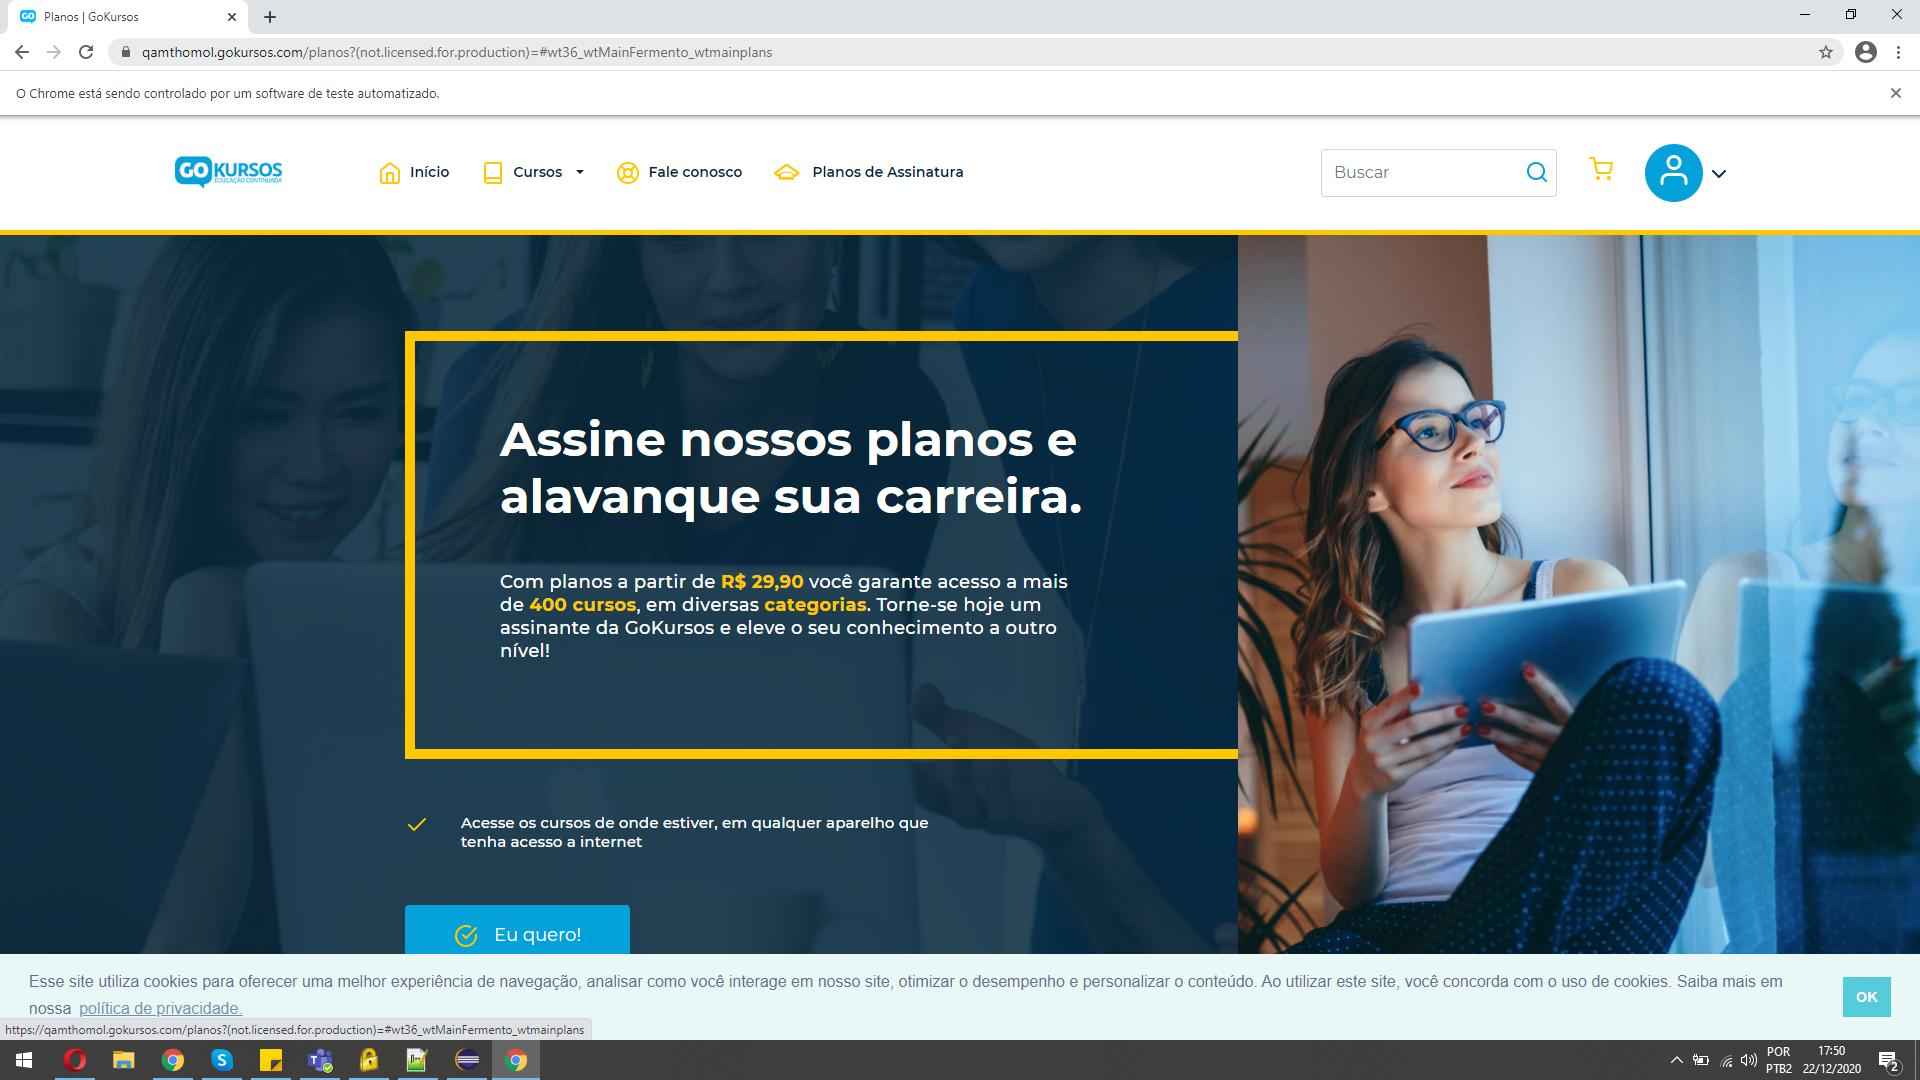 Planos | GoKursos
qamthomol.gokursos.com/planos?(not.licensed.for.production)=#wt36_wtMainFermento_wtmainplans
O Chrome está sendo controlado por um software de teste automatizado.
GO KURSOS
EDUCAÇÃO CONTINUADA
Início
Cursos
Fale conosco
Planos de Assinatura
Buscar
Assine nossos planos e
alavanque sua carreira.
Com planos a partir de R$ 29,90 você garante acesso a mais
de 400 cursos, em diversas categorias. Torne-se hoje um
assinante da GoKursos e eleve o seu conhecimento a outro
nível!
Acesse os cursos de onde estiver, em qualquer aparelho que
tenha acesso a internet
Eu quero!
Esse site utiliza cookies para oferecer uma melhor experiência de navegação, analisar como você interage em nosso site, otimizar o desempenho e personalizar o conteúdo. Ao utilizar este site, você concorda com o uso de cookies. Saiba mais em
nossa política de privacidade.
OK
https://qamthomol.gokursos.com/planos?(not.licensed.for.production)=#wt36_wtMainFermento_wtmainplans
POR
PTB2
17:50
22/12/2020
2